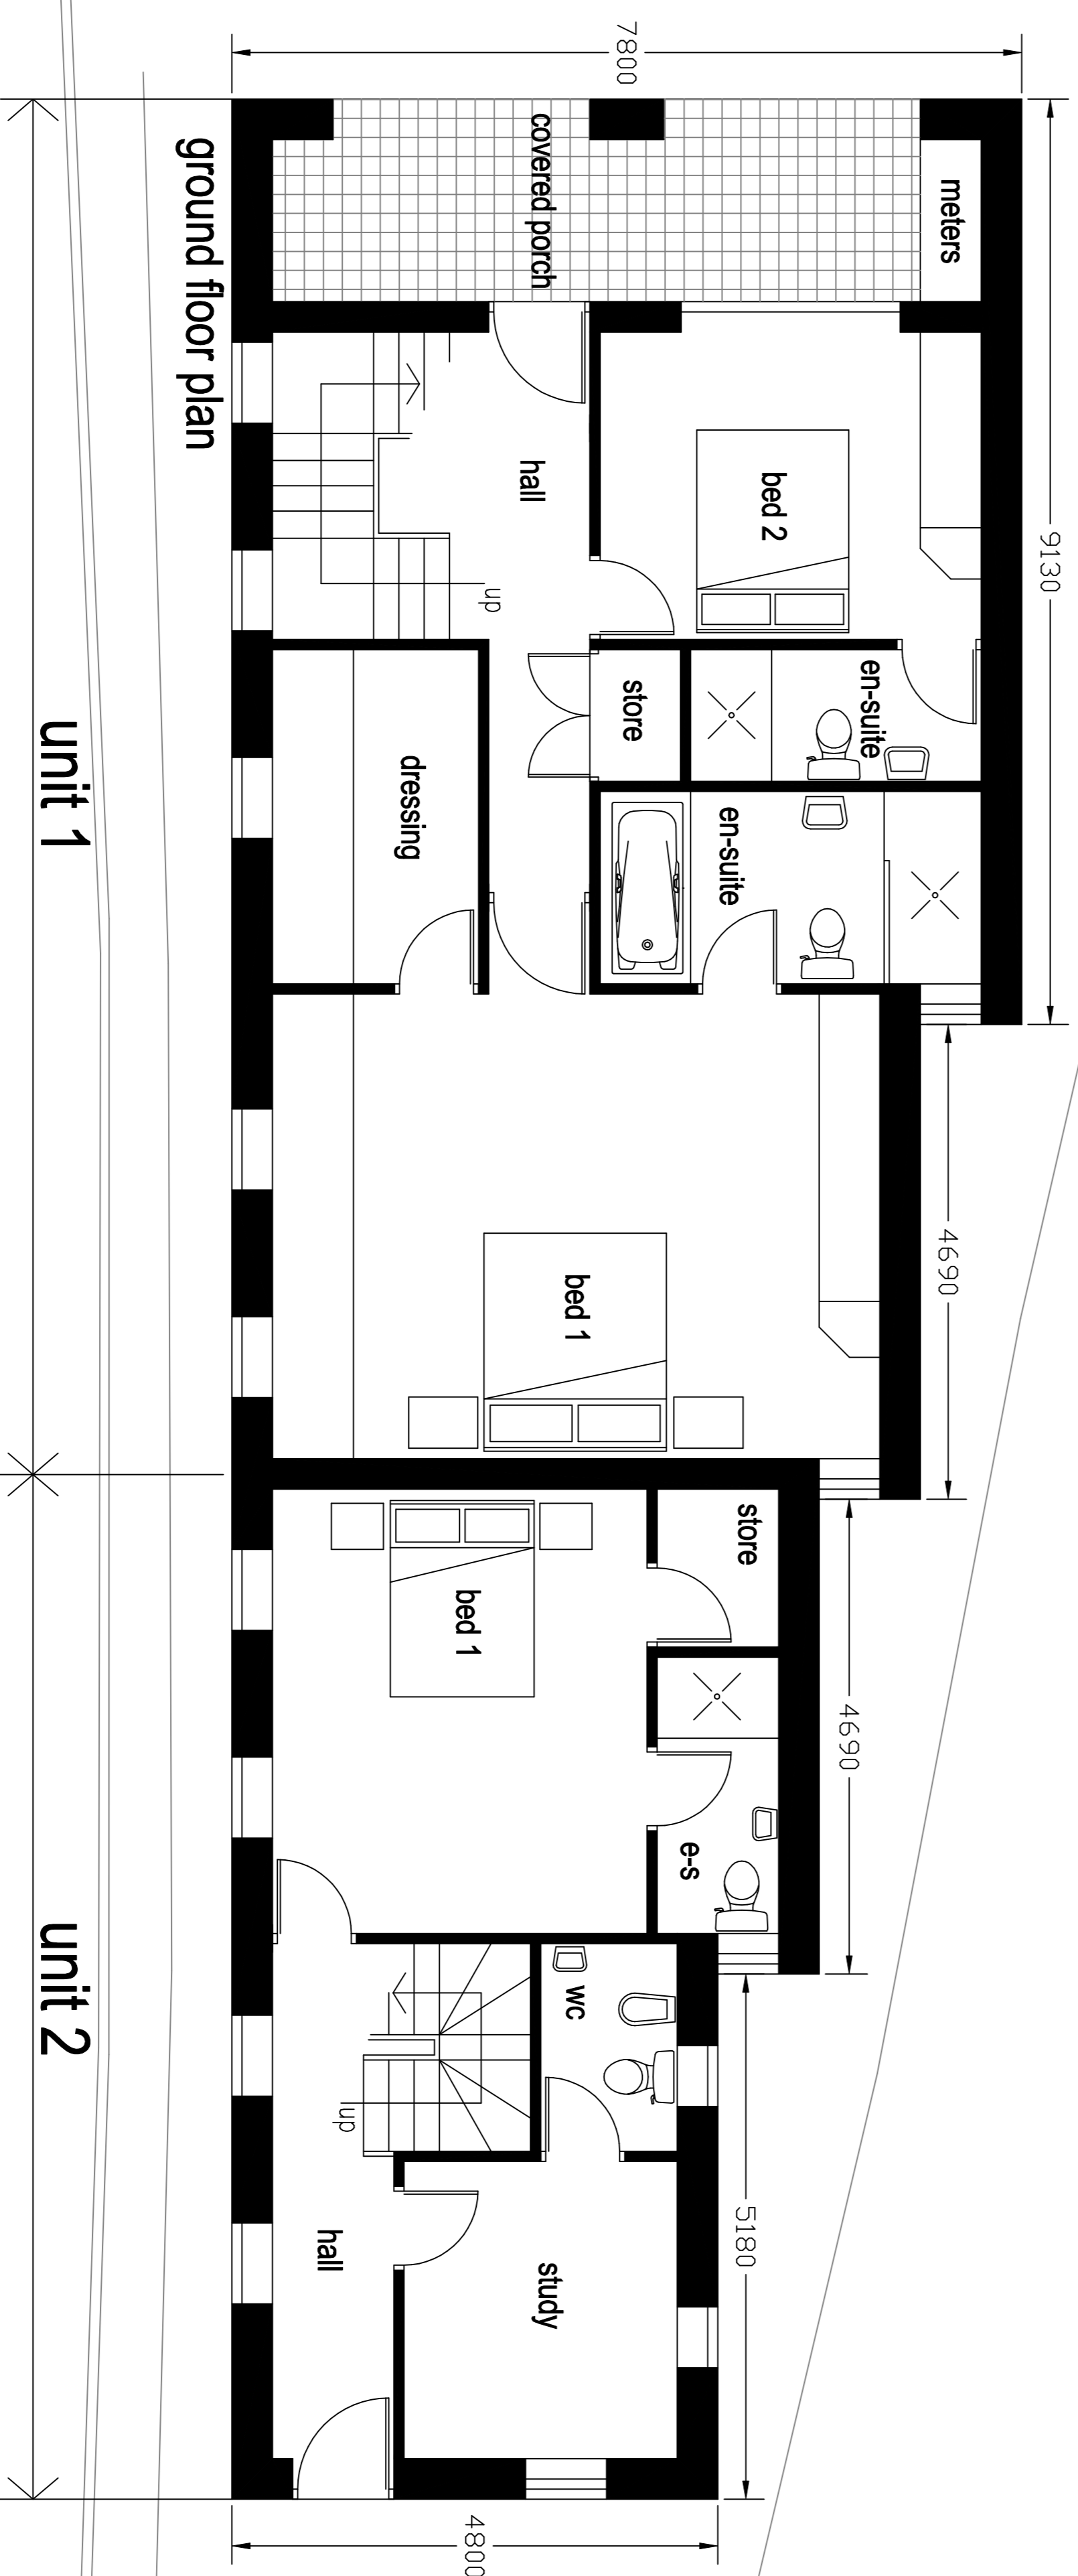 9130
4690
4690
5180
7800
4800
meters
covered porch
bed 2
hall
up
en-suite
store
en-suite
dressing
bed 1
store
bed 1
e-s
wc
up
hall
study
ground floor plan
unit 1
unit 2